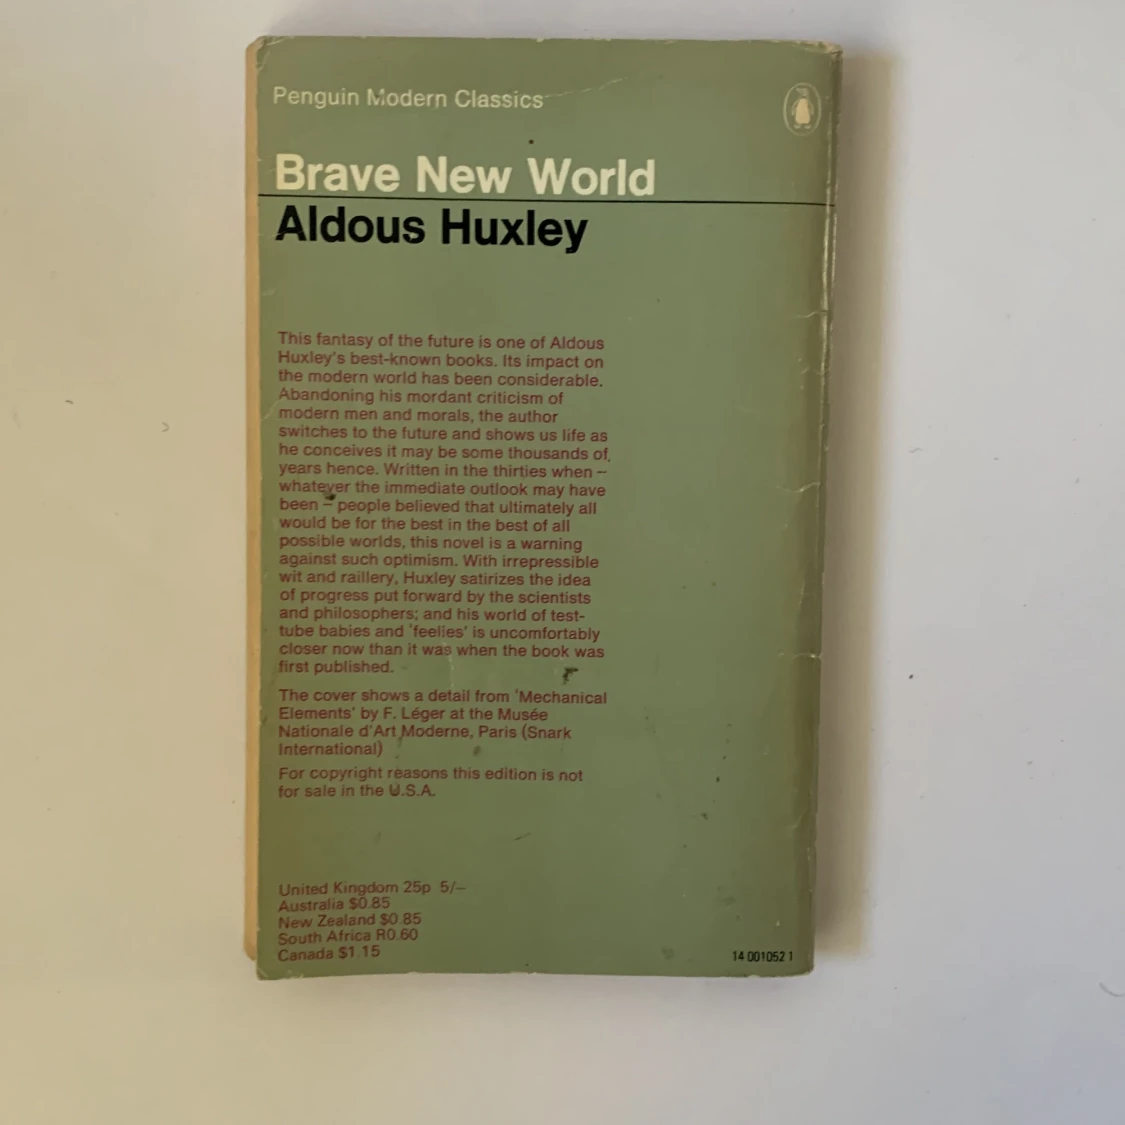 Penguin Modern Classics
Brave New World
Aldous Huxley
This fantasy of the future is one of Aldous
Huxley's best-known books. Its impact on
the modern world has been considerable.
Abandoning his mordant criticism of
modern men and morals, the author
switches to the future and shows us life as
he conceives it may be some thousands of
years hence. Written in the thirties when –
whatever the immediate outlook may have
been – people believed that ultimately all
would be for the best in the best of all
possible worlds, this novel is a warning
against such optimism. With irrepressible
wit and raillery, Huxley satirizes the idea
of progress put forward by the scientists
and philosophers; and his world of test-
tube babies and 'feelies' is uncomfortably
closer now than it was when the book was
first published.
The cover shows a detail from 'Mechanical
Elements' by F. Léger at the Musée
Nationale d'Art Moderne, Paris (Snark
International)
For copyright reasons this edition is not
for sale in the U.S.A.
United Kingdom 25p 5/–
Australia $0.85
New Zealand $0.85
South Africa R0.60
Canada $1.15
14 001052 1